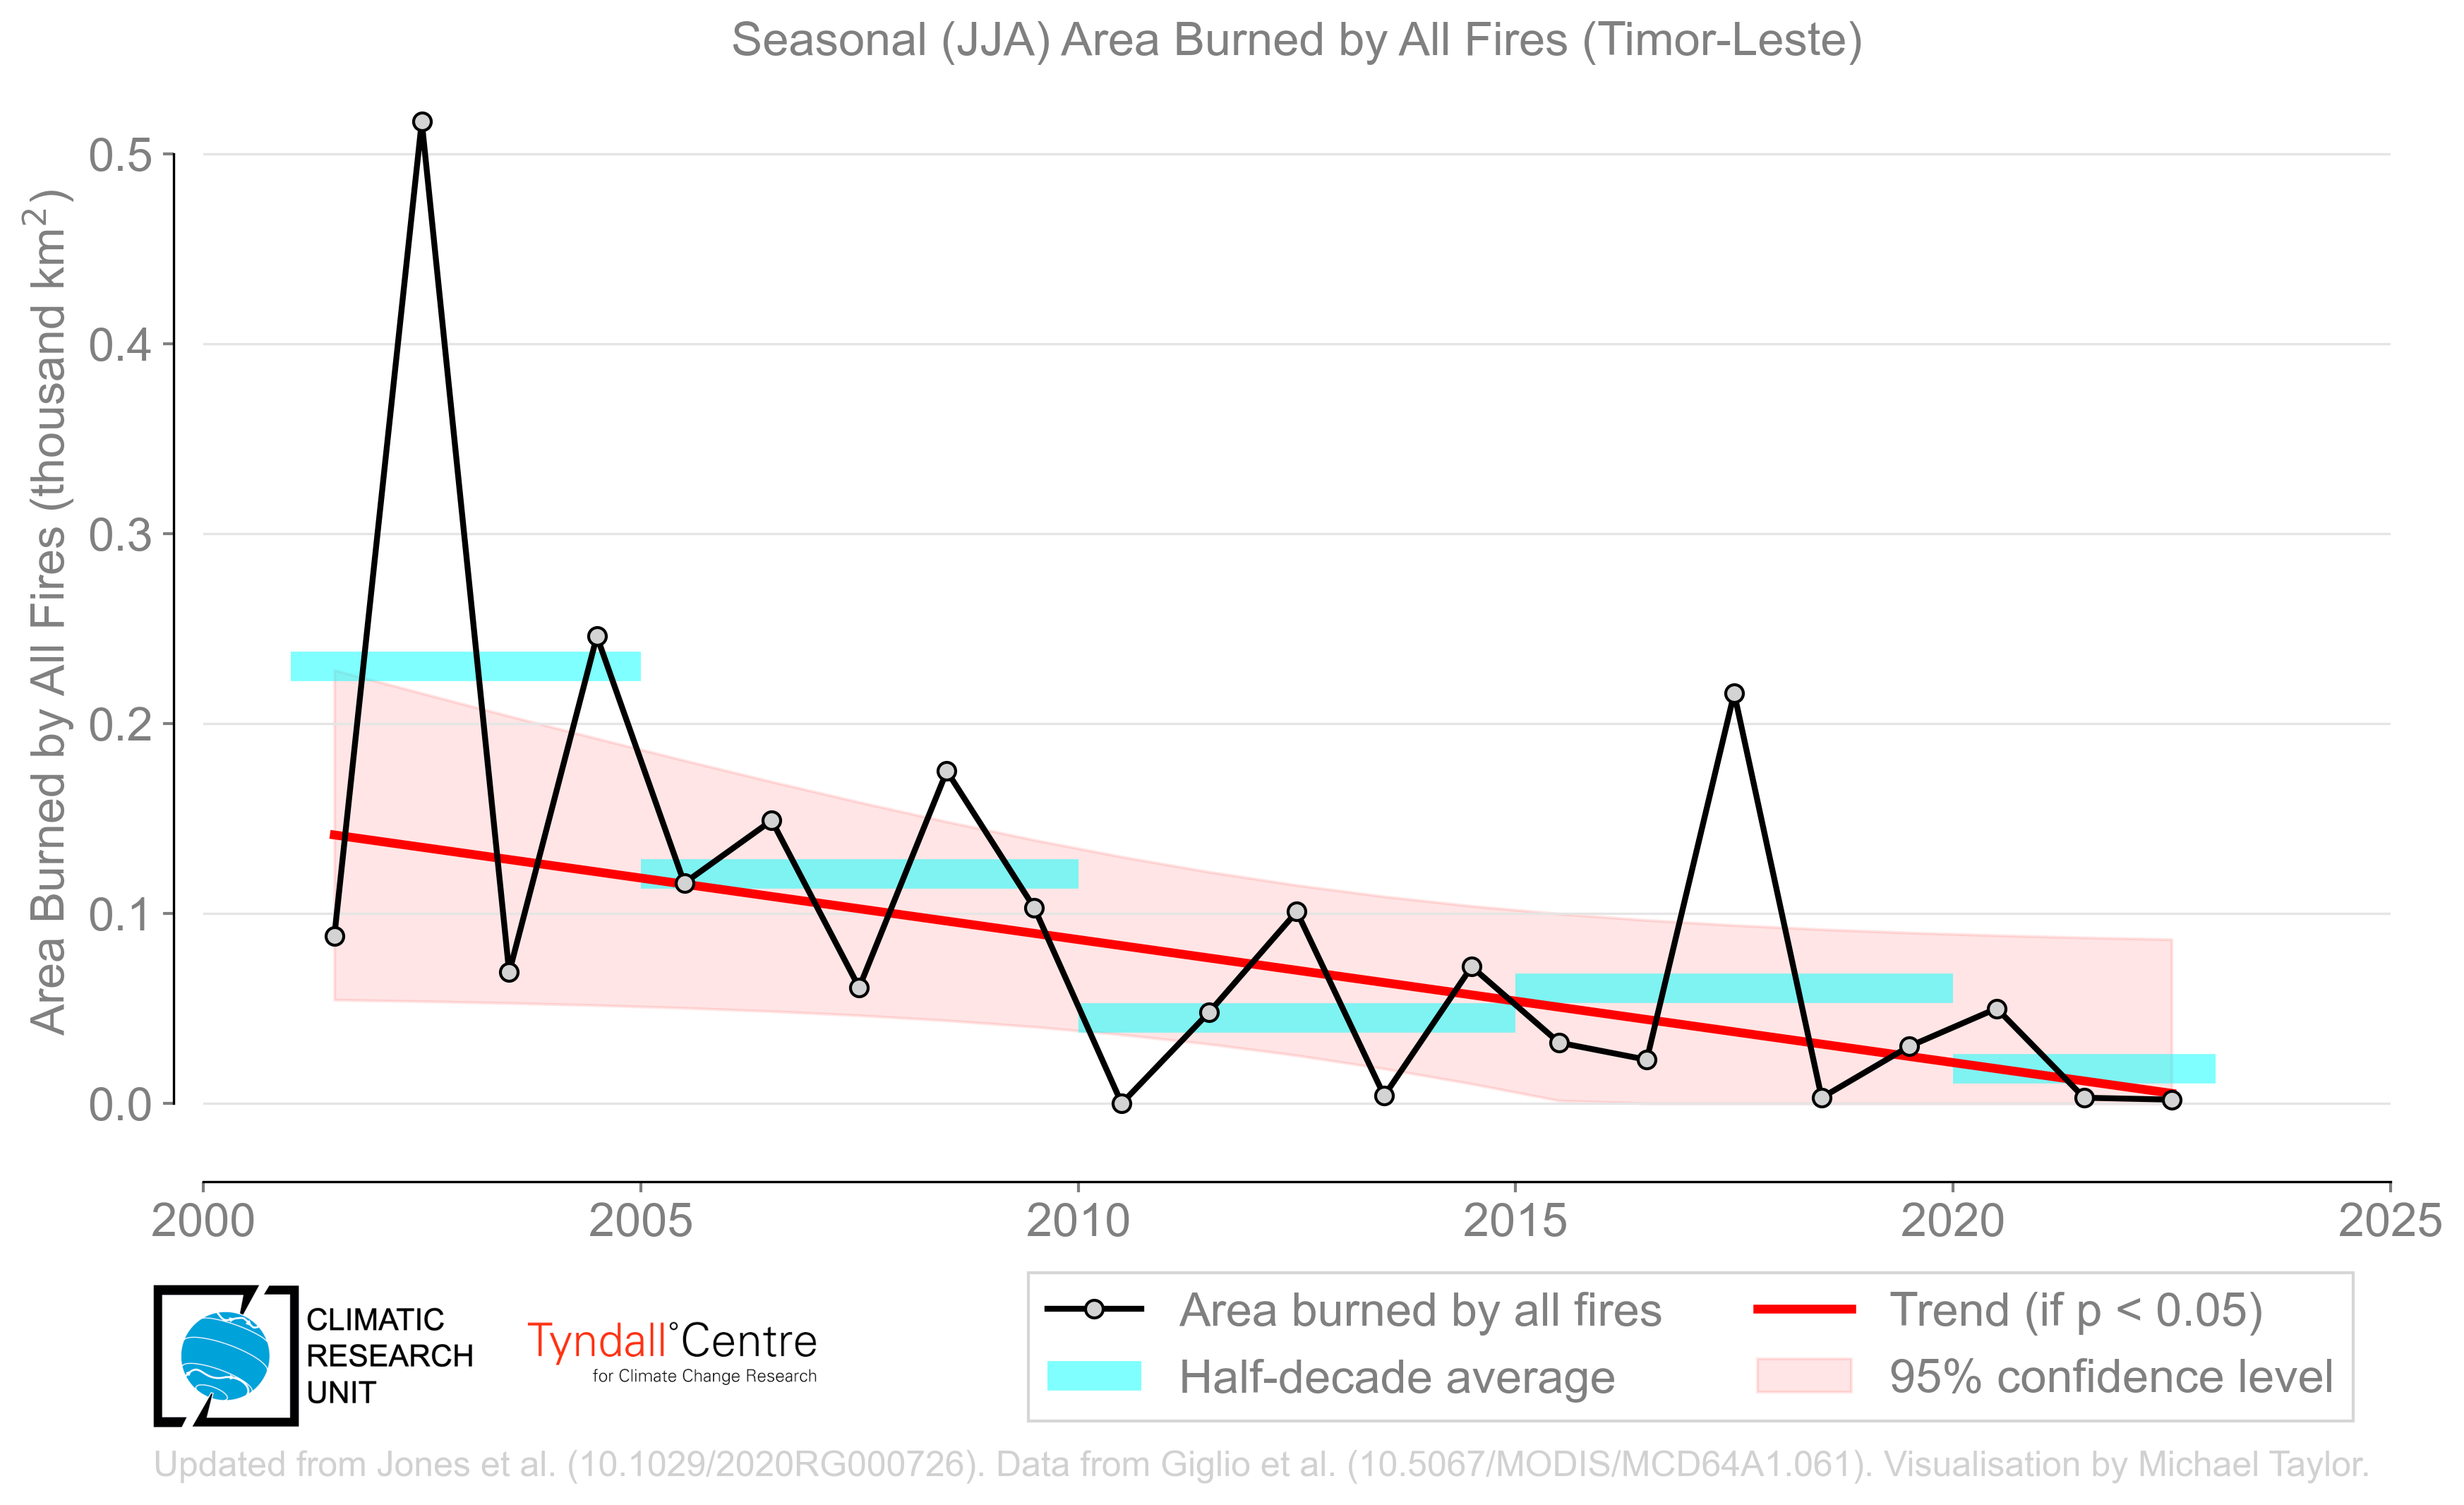 Seasonal (JJA) Area Burned by All Fires (Timor-Leste)
Area Burned by All Fires (thousand km²)
0.5
0.4
0.3
0.2
0.1
0.0
2000 2005 2010 2015 2020 2025
CLIMATIC
RESEARCH
UNIT
Tyndall°Centre
for Climate Change Research
Area burned by all fires
Half-decade average
Trend (if p < 0.05)
95% confidence level
Updated from Jones et al. (10.1029/2020RG000726). Data from Giglio et al. (10.5067/MODIS/MCD64A1.061). Visualisation by Michael Taylor.